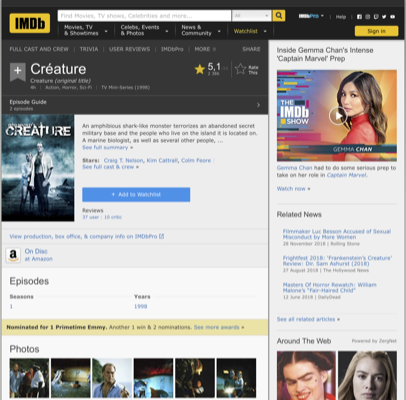 IMDb
Find Movies, TV shows, Celebrities and more...
All
IMDbPro
Help
Movies, TV
& Showtimes
Celebs, Events
& Photos
News &
Community
Watchlist
Sign in
FULL CAST AND CREW | TRIVIA | USER REVIEWS | IMDbPro | MORE
SHARE
Créature
Creature (original title)
4h | Action, Horror, Sci-Fi | TV Mini-Series (1998)
5,1
Rate
This
Episode Guide
2 episodes
CREATURE
An amphibious shark-like monster terrorizes an abandoned secret
military base and the people who live on the island it is located on.
A marine biologist, as well as several other people, ...
See full summary »
Stars: Craig T. Nelson, Kim Cattrall, Colm Feore |
See full cast & crew »
+ Add to Watchlist
Reviews
37 user | 10 critic
View production, box office, & company info on IMDbPro
a
On Disc
at Amazon
Episodes
Seasons
Years
1
1998
Nominated for 1 Primetime Emmy. Another 1 win & 2 nominations. See more awards »
Photos
Inside Gemma Chan's Intense
'Captain Marvel' Prep
THE
IMDb
SHOW
GEMMA CHAN
Gemma Chan had to do some serious prep to
take on her role in Captain Marvel.
Watch now »
Related News
Filmmaker Luc Besson Accused of Sexual
Misconduct by More Women
28 November 2018 | Rolling Stone
Frightfest 2018: 'Frankenstein's Creature'
Review: Dir. Sam Ashurst (2018)
27 August 2018 | The Hollywood News
Masters Of Horror Rewatch: William
Malone's "Fair-Haired Child"
12 June 2018 | DailyDead
See all related articles »
Around The Web
Powered by ZergNet